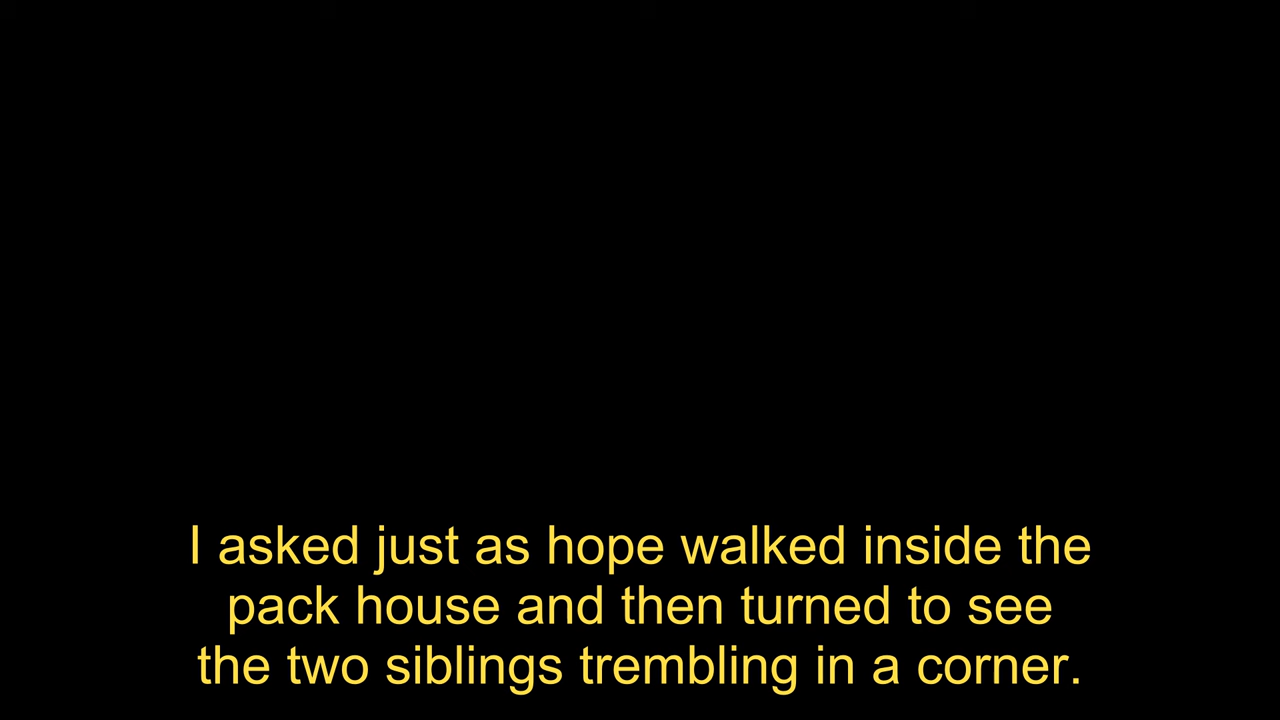 I asked just as hope walked inside the
pack house and then turned to see
the two siblings trembling in a corner.